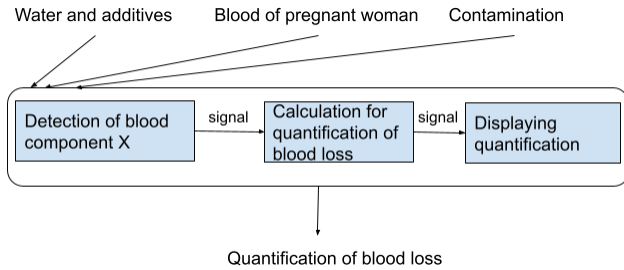 Water and additives
Blood of pregnant woman
Contamination
Detection of blood
component X
signal
Calculation for
quantification of
blood loss
signal
Displaying
quantification
Quantification of blood loss